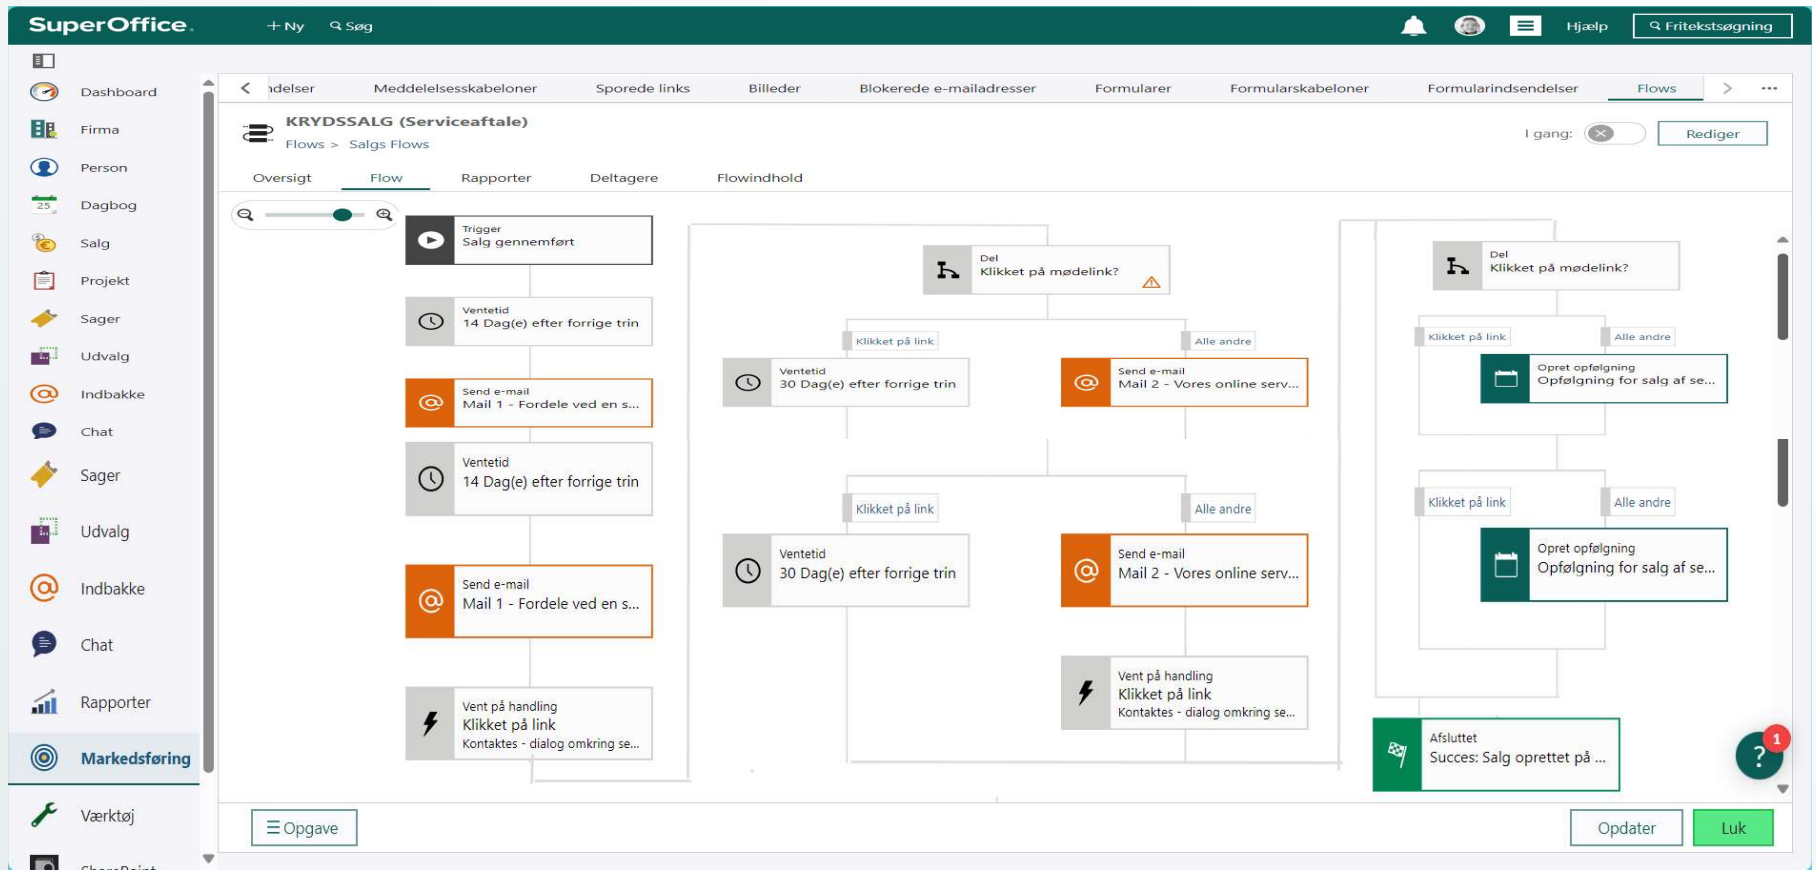 SuperOffice.
+ Ny
Søg
Hjælp
Fritekstsøgning
Dashboard
Firma
Person
25
Dagbog
Salg
Projekt
Sager
Udvalg
Indbakke
Chat
Sager
Udvalg
Indbakke
Chat
Rapporter
Markedsføring
Værktøj
ndelser
Meddelelsesskabeloner
Sporede links
Billeder
Blokerede e-mailadresser
Formularer
Formularskabeloner
Formularindsendelser
Flows
KRYDSSALG (Serviceaftale)
Flows > Salgs Flows
I gang:
Rediger
Oversigt
Flow
Rapporter
Deltagere
Flowindhold
Trigger
Salg gennemført
Ventetid
14 Dag(e) efter forrige trin
Send e-mail
Mail 1 - Fordele ved en s...
Ventetid
14 Dag(e) efter forrige trin
Send e-mail
Mail 1 - Fordele ved en s...
Vent på handling
Klikket på link
Kontaktes - dialog omkring se...
Del
Klikket på mødelink?
Klikket på link
Alle andre
Ventetid
30 Dag(e) efter forrige trin
Send e-mail
Mail 2 - Vores online serv...
Klikket på link
Alle andre
Ventetid
30 Dag(e) efter forrige trin
Send e-mail
Mail 2 - Vores online serv...
Vent på handling
Klikket på link
Kontaktes - dialog omkring se...
Del
Klikket på mødelink?
Klikket på link
Alle andre
Opret opfølgning
Opfølgning for salg af se...
Klikket på link
Alle andre
Opret opfølgning
Opfølgning for salg af se...
Afsluttet
Succes: Salg oprettet på ...
1
?
Opgave
Opdater
Luk